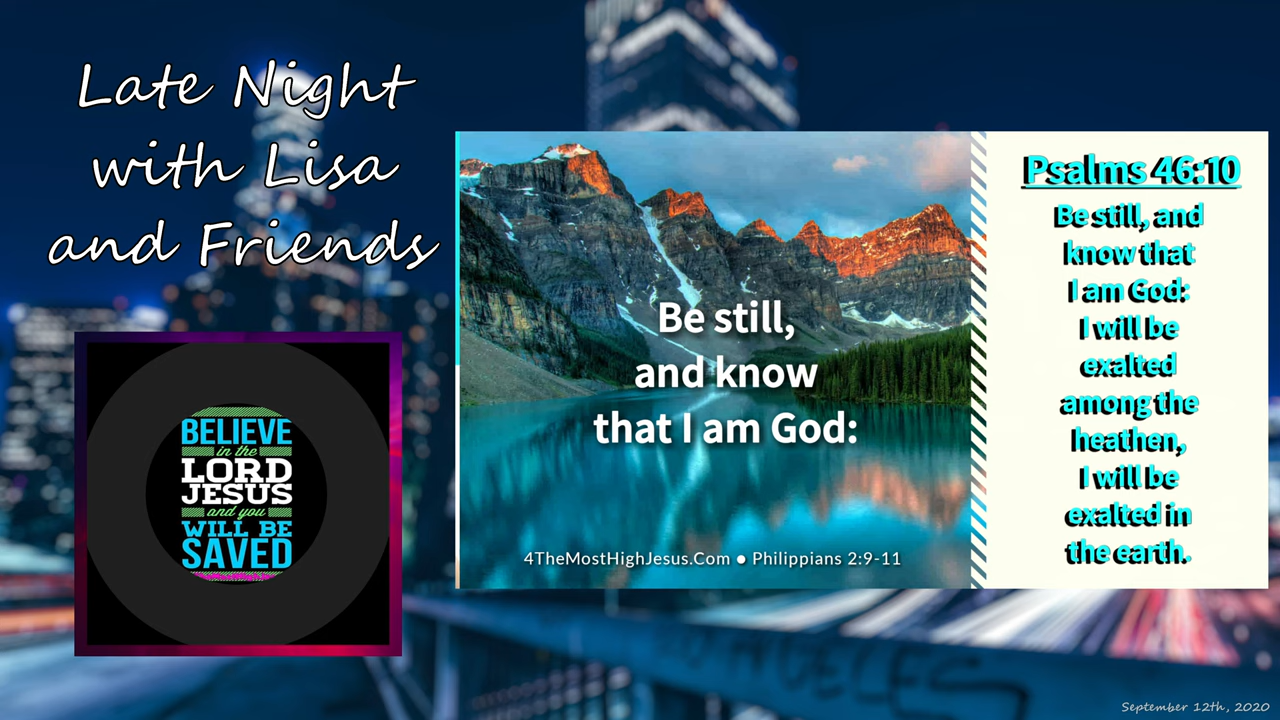 Late Night
with Lisa
and Friends
BELIEVE
in the
LORD
JESUS
and you
WILL BE
SAVED
Be still,
and know
that I am God:
4TheMostHighJesus.Com ● Philippians 2:9-11
Psalms 46:10
Be still, and
know that
I am God:
I will be
exalted
among the
heathen,
I will be
exalted in
the earth.
September 12th, 2020